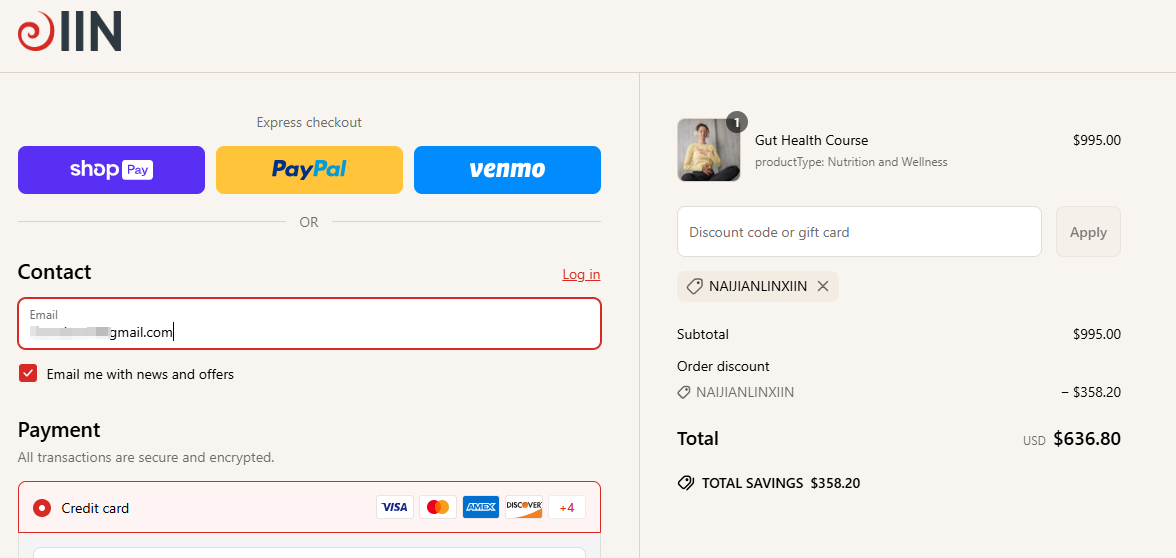 IIN
Express checkout
shop Pay
PayPal
venmo
OR
Contact
Log in
Email
gmail.com
Email me with news and offers
Payment
All transactions are secure and encrypted.
Credit card
VISA
AMEX
DISCOVER
+4
1
Gut Health Course
$995.00
productType: Nutrition and Wellness
Discount code or gift card
Apply
NAIJIANLINXIIN
Subtotal
$995.00
Order discount
NAIJIANLINXIIN
− $358.20
Total
USD $636.80
TOTAL SAVINGS $358.20